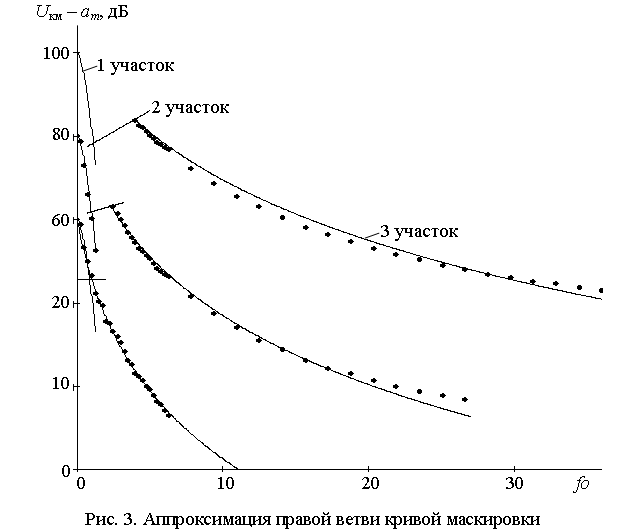 Uкм – am, дБ
100
1 участок
2 участок
80
60
3 участок
20
10
0
0 10 20 30 fO
Рис. 3. Аппроксимация правой ветви кривой маскировки